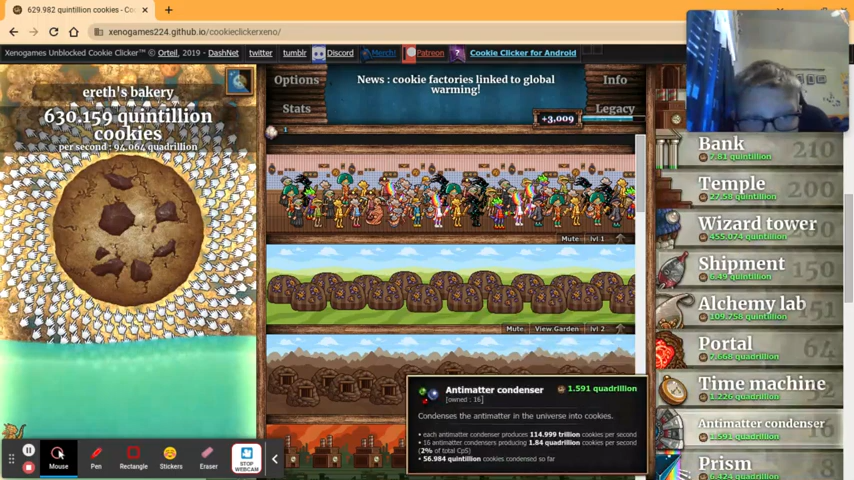 629.982 quintillion cookies - Co
xenogames224.github.io/cookieclickerxeno/
Xenogames Unblocked Cookie Clicker™ © Orteil, 2019 - DashNet
twitter
tumblr
Discord
Merch!
Patreon
Cookie Clicker for Android
ereth's bakery
630.159 quintillion
cookies
per second : 94.064 quadrillion
Options
Stats
News : cookie factories linked to global
warming!
Info
+3,009
Legacy
1
Mute
lvl 1
Mute
View Garden
lvl 2
Antimatter condenser
1.591 quadrillion
[owned : 16]
Condenses the antimatter in the universe into cookies.
• each antimatter condenser produces 114.999 trillion cookies per second
• 16 antimatter condensers producing 1.84 quadrillion cookies per second
(2% of total CpS)
• 56.984 quintillion cookies condensed so far
Bank
7.81 quintillion
210
Temple
27.58 quintillion
200
Wizard tower
455.074 quintillion
Shipment
6.49 quintillion
150
Alchemy lab
109.758 quintillion
151
Portal
7.668 quadrillion
64
Time machine
1.226 quadrillion
52
Antimatter condenser
1.591 quadrillion
16
Prism
6.424 quadrillion
8
Mouse
Pen
Rectangle
Stickers
Eraser
STOP
WEBCAM